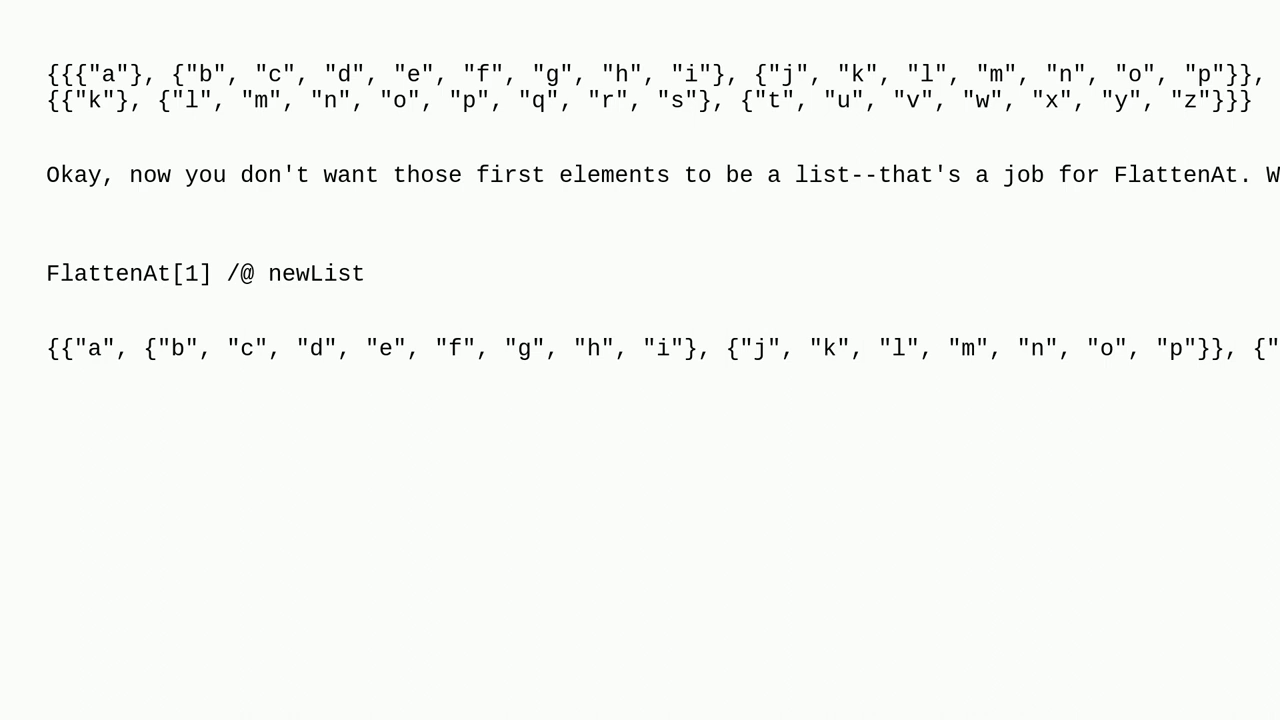 {{{"a"}, {"b", "c", "d", "e", "f", "g", "h", "i"}, {"j", "k", "l", "m", "n", "o", "p"}},
{{"k"}, {"l", "m", "n", "o", "p", "q", "r", "s"}, {"t", "u", "v", "w", "x", "y", "z"}}}
Okay, now you don't want those first elements to be a list--that's a job for FlattenAt.
FlattenAt[1] /@ newList
{{"a", {"b", "c", "d", "e", "f", "g", "h", "i"}, {"j", "k", "l", "m", "n", "o", "p"}}, {"